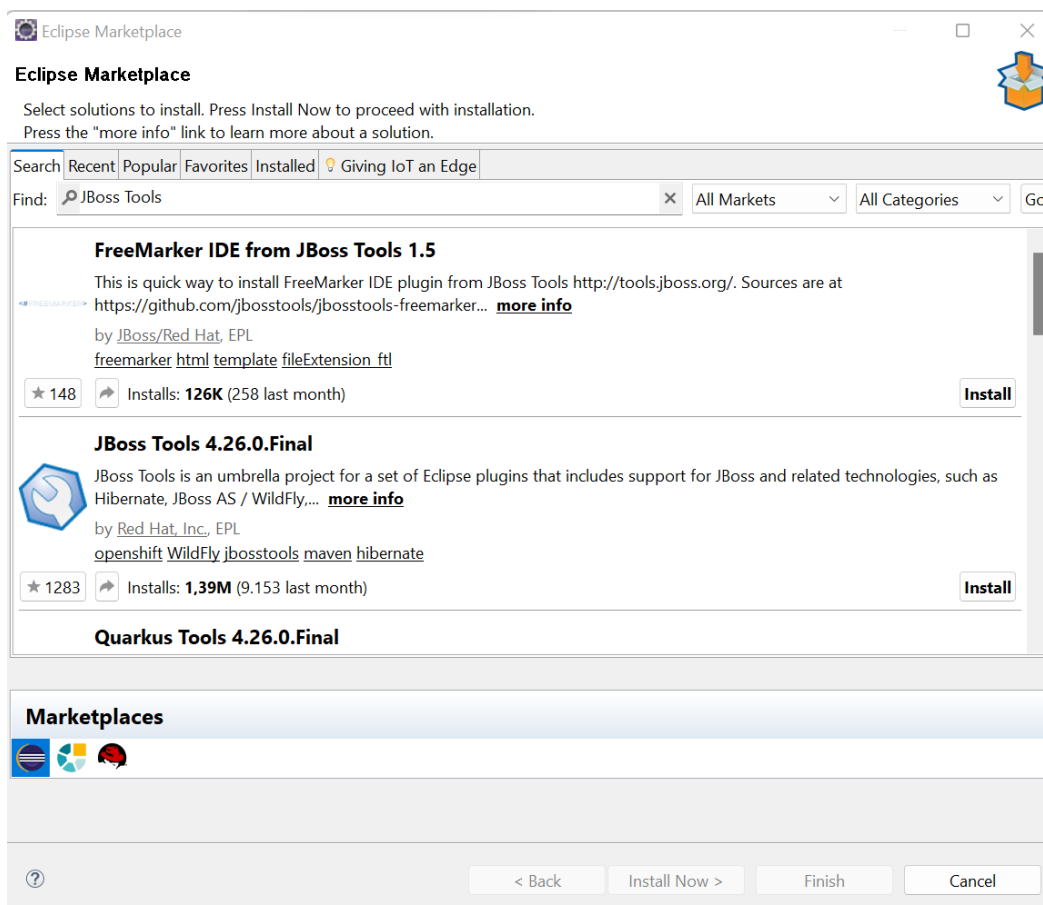 Eclipse Marketplace
Eclipse Marketplace
Select solutions to install. Press Install Now to proceed with installation.
Press the "more info" link to learn more about a solution.
Search Recent Popular Favorites Installed Giving IoT an Edge
Find: JBoss Tools All Markets All Categories Go
FreeMarker IDE from JBoss Tools 1.5
This is quick way to install FreeMarker IDE plugin from JBoss Tools http://tools.jboss.org/. Sources are at
<#FREEMARKER> https://github.com/jbosstools/jbosstools-freemarker... more info
by JBoss/Red Hat, EPL
freemarker html template fileExtension_ftl
148 Installs: 126K (258 last month) Install
JBoss Tools 4.26.0.Final
JBoss Tools is an umbrella project for a set of Eclipse plugins that includes support for JBoss and related technologies, such as
Hibernate, JBoss AS / WildFly,... more info
by Red Hat, Inc., EPL
openshift WildFly jbosstools maven hibernate
1283 Installs: 1,39M (9.153 last month) Install
Quarkus Tools 4.26.0.Final
Marketplaces
? < Back Install Now > Finish Cancel